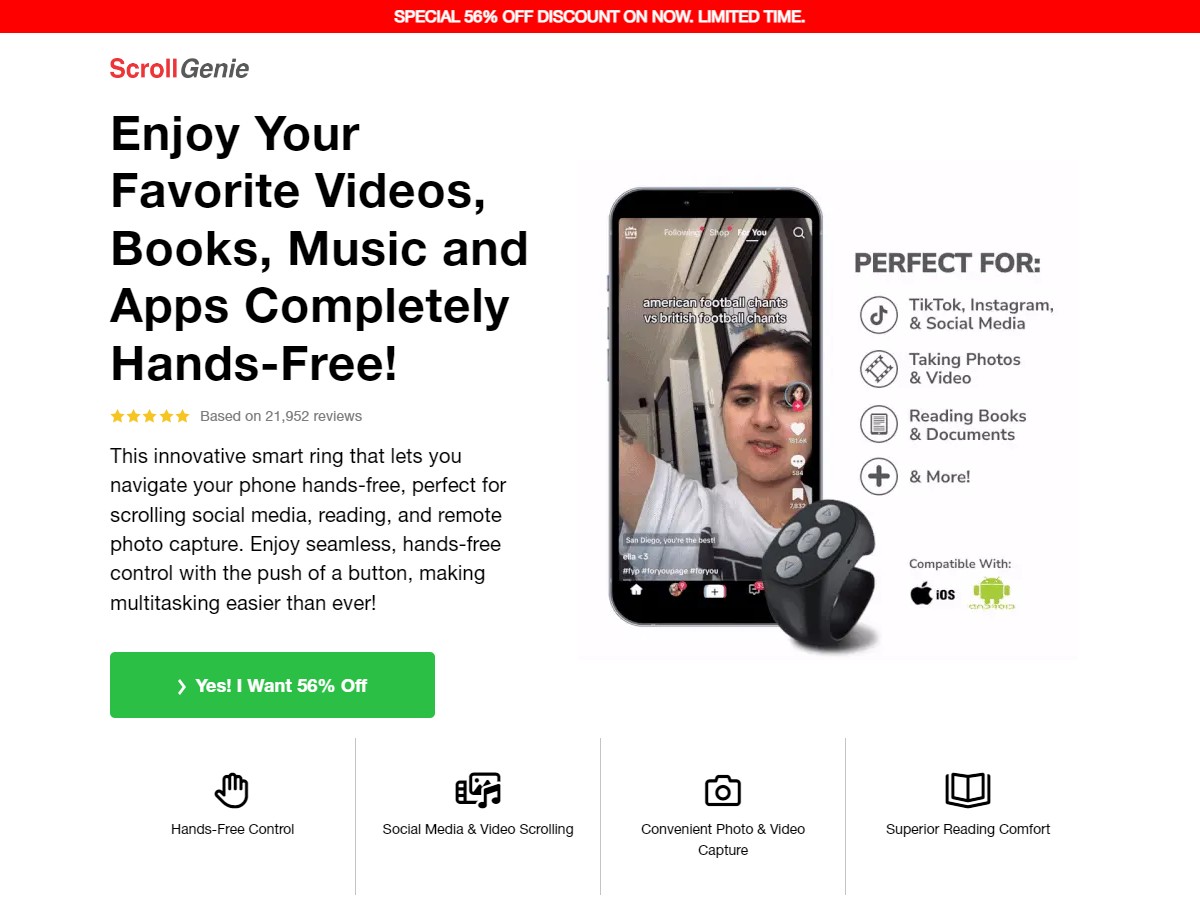 SPECIAL 56% OFF DISCOUNT ON NOW. LIMITED TIME.
ScrollGenie
Enjoy Your
Favorite Videos,
Books, Music and
Apps Completely
Hands-Free!
Based on 21,952 reviews
This innovative smart ring that lets you
navigate your phone hands-free, perfect for
scrolling social media, reading, and remote
photo capture. Enjoy seamless, hands-free
control with the push of a button, making
multitasking easier than ever!
Yes! I Want 56% Off
LIVE
Following Shop For You
american football chants
vs british football chants
584
7,832
San Diego, you're the best!
ella <3
#fyp #foryoupage #foryou
PERFECT FOR:
TikTok, Instagram,
& Social Media
Taking Photos
& Video
Reading Books
& Documents
& More!
Compatible With:
iOS
ANDROID
Hands-Free Control
Social Media & Video Scrolling
Convenient Photo & Video
Capture
Superior Reading Comfort